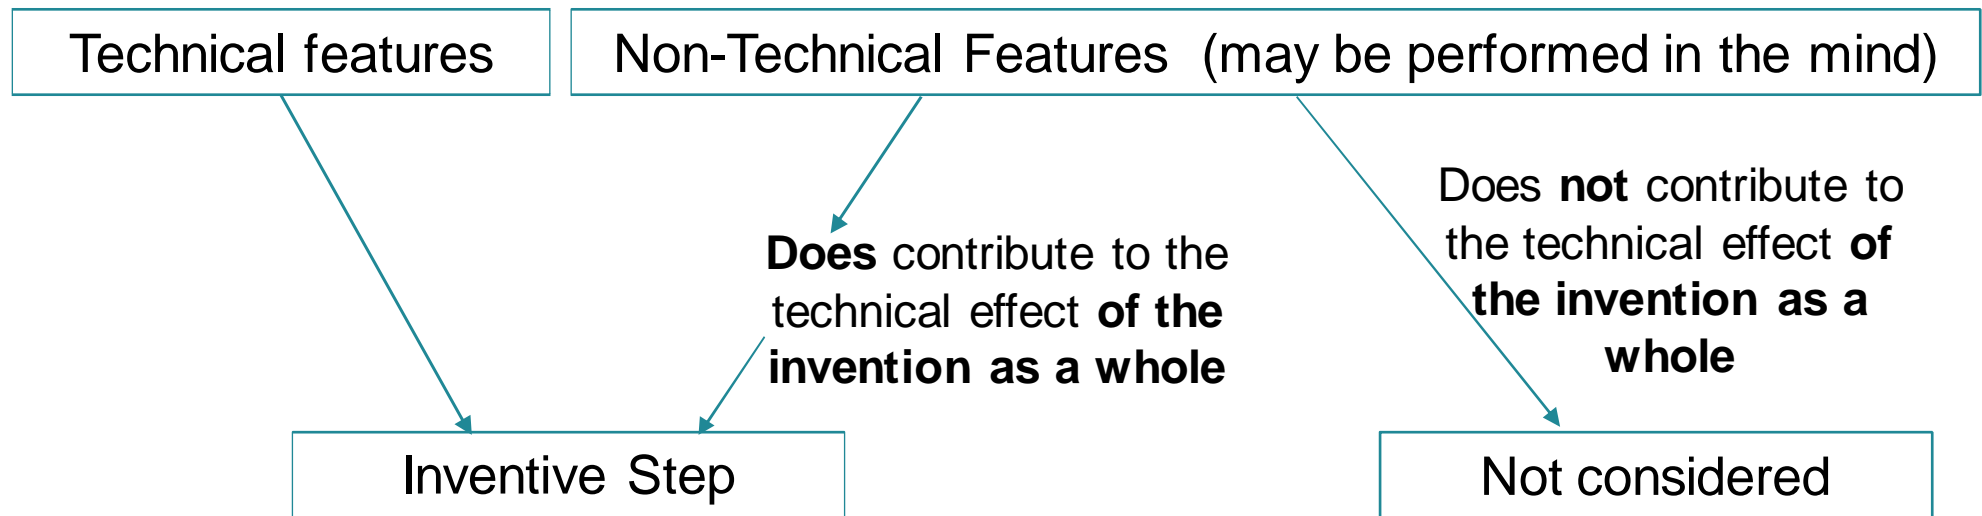 Technical features
Non-Technical Features (may be performed in the mind)
Does contribute to the
technical effect of the
invention as a whole
Does not contribute to
the technical effect of
the invention as a
whole
Inventive Step
Not considered